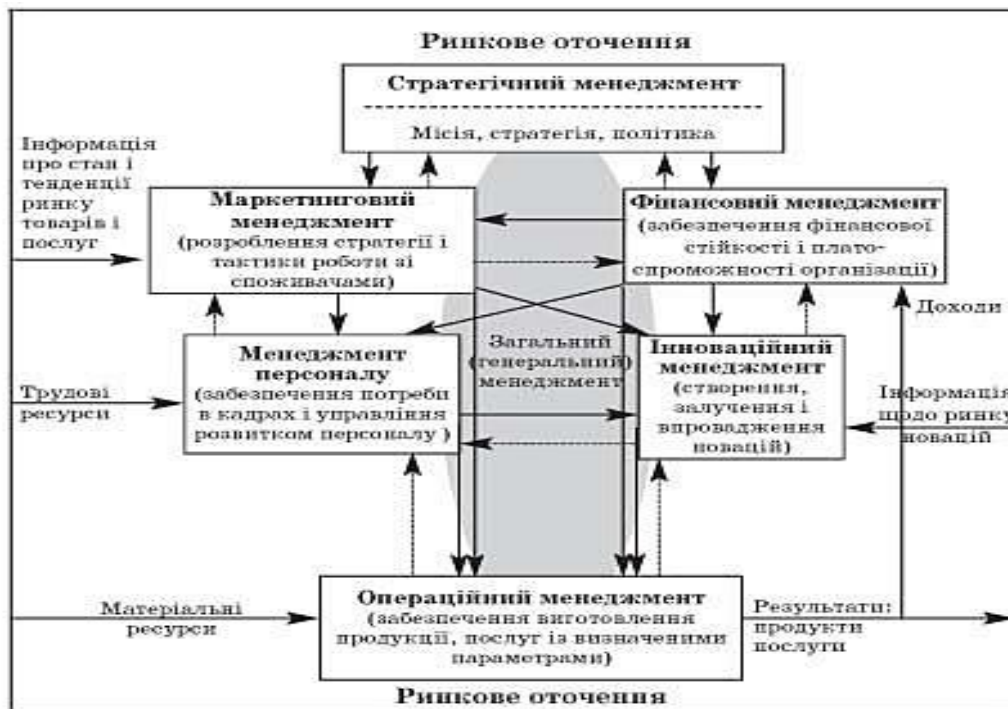 Ринкове оточення
Стратегічний менеджмент
Місія, стратегія, політика
Інформація
про стан і
тенденції
ринку
товарів і
послуг
Маркетинговий
менеджмент
(розроблення стратегії і
тактики роботи зі
споживачами)
Фінансовий менеджмент
(забезпечення фінансової
стійкості і плато-
спроможності організації)
Доходи
Трудові
ресурси
Менеджмент
персоналу
(забезпечення потреби
в кадрах і управління
розвитком персоналу )
Загальний
(генеральний)
менеджмент
Інноваційний
менеджмент
(створення,
залучення і
впровадження
новацій)
Інформація
щодо ринку
новацій
Матеріальні
ресурси
Операційний менеджмент
(забезпечення виготовлення
продукції, послуг із визначеними
параметрами)
Результати:
продукти
послуги
Ринкове оточення